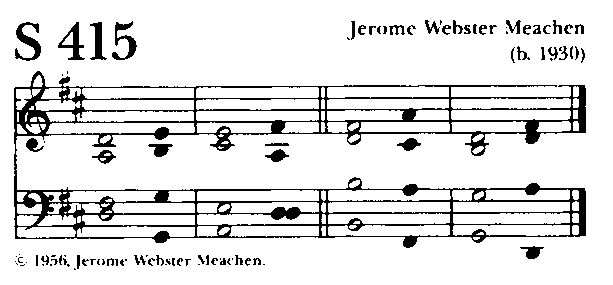 S 415
Jerome Webster Meachen
(b. 1930)
© 1956, Jerome Webster Meachen.